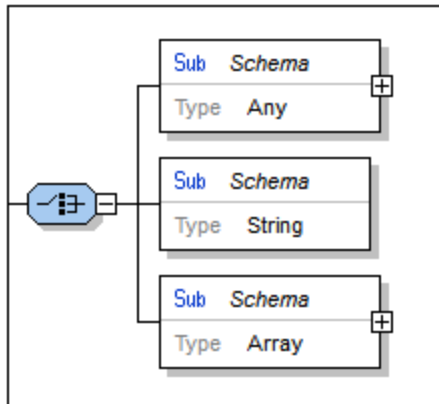 Sub Schema
Type Any
Sub Schema
Type String
Sub Schema
Type Array